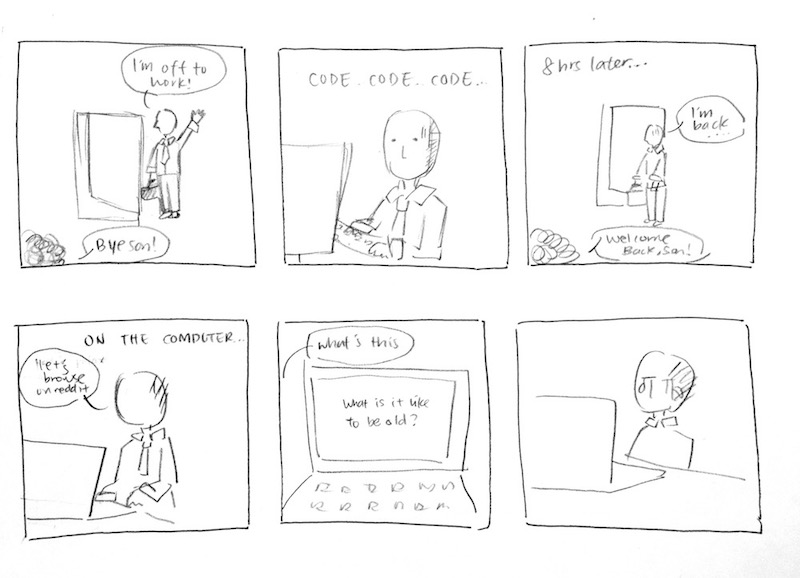 I'm off to
work!
Bye son!
CODE.. CODE.. CODE...
8 hrs later...
I'm
back
.....
Welcome
Back, son!
ON THE COMPUTER...
"Let's
browse
on reddit"
What's this
What is it like
to be old?